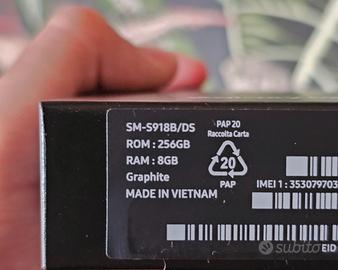 SM-S918B/DS
ROM : 256GB
RAM : 8GB
Graphite
MADE IN VIETNAM
PAP 20
Raccolta Carta
20
PAP
IMEI 1 : 35307970
EID
subito